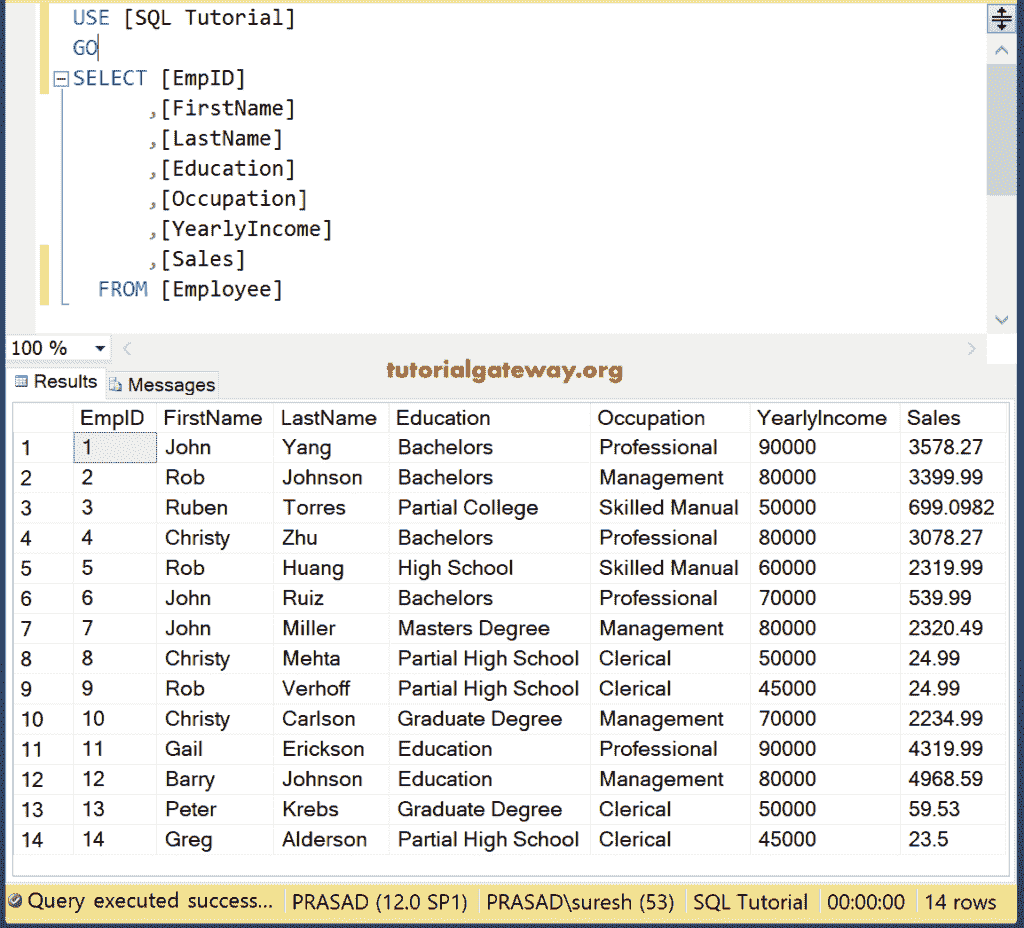 USE [SQL Tutorial]
GO
SELECT [EmpID]
,[FirstName]
,[LastName]
,[Education]
,[Occupation]
,[YearlyIncome]
,[Sales]
FROM [Employee]
100 %
tutorialgateway.org
Results Messages
EmpID FirstName LastName Education Occupation YearlyIncome Sales
1 1 John Yang Bachelors Professional 90000 3578.27
2 2 Rob Johnson Bachelors Management 80000 3399.99
3 3 Ruben Torres Partial College Skilled Manual 50000 699.0982
4 4 Christy Zhu Bachelors Professional 80000 3078.27
5 5 Rob Huang High School Skilled Manual 60000 2319.99
6 6 John Ruiz Bachelors Professional 70000 539.99
7 7 John Miller Masters Degree Management 80000 2320.49
8 8 Christy Mehta Partial High School Clerical 50000 24.99
9 9 Rob Verhoff Partial High School Clerical 45000 24.99
10 10 Christy Carlson Graduate Degree Management 70000 2234.99
11 11 Gail Erickson Education Professional 90000 4319.99
12 12 Barry Johnson Education Management 80000 4968.59
13 13 Peter Krebs Graduate Degree Clerical 50000 59.53
14 14 Greg Alderson Partial High School Clerical 45000 23.5
Query executed success... PRASAD (12.0 SP1) PRASAD\suresh (53) SQL Tutorial 00:00:00 14 rows